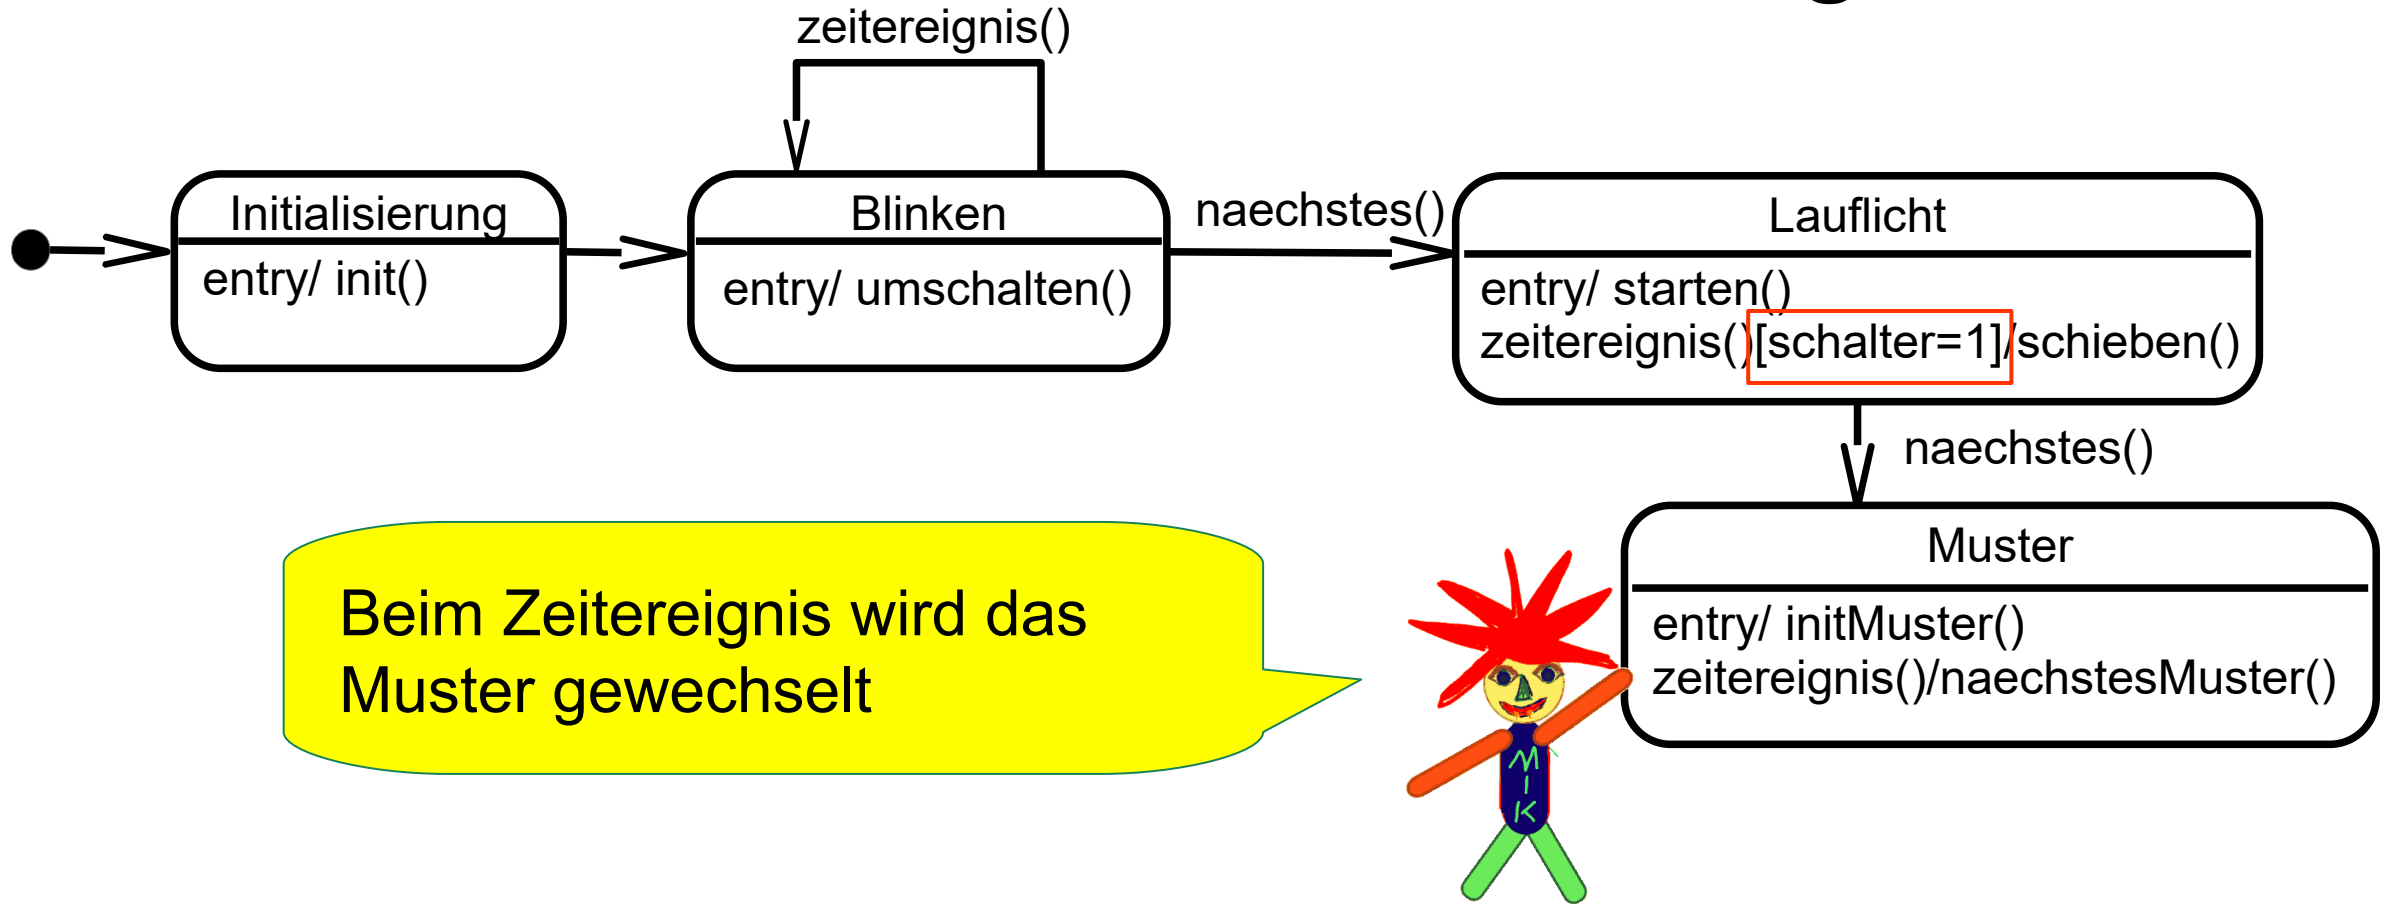 zeitereignis()
Initialisierung
entry/ init()
Blinken
entry/ umschalten()
naechstes()
Lauflicht
entry/ starten()
zeitereignis()[schalter=1]/schieben()
naechstes()
Muster
entry/ initMuster()
zeitereignis()/naechstesMuster()
Beim Zeitereignis wird das
Muster gewechselt
MIK